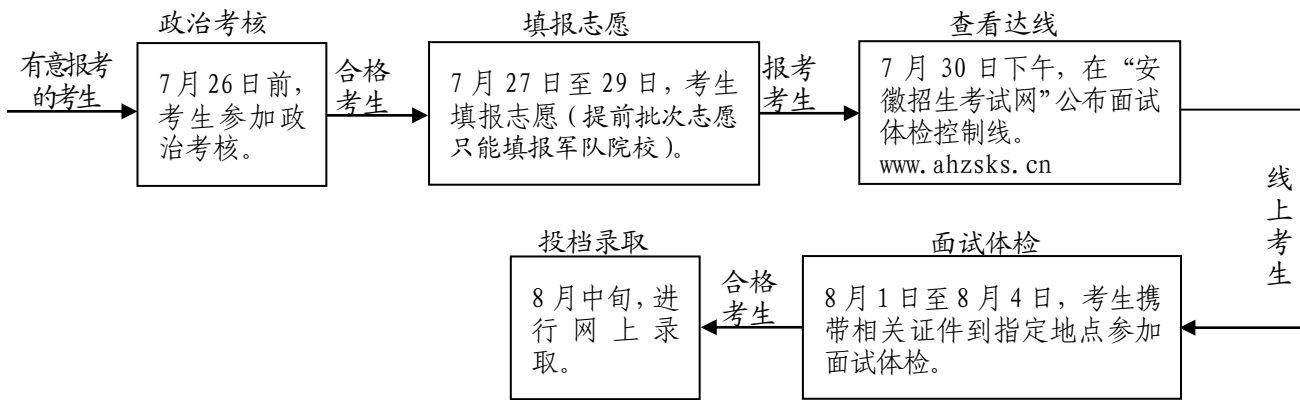 政治考核
有意报考
的考生
7月26日前，
考生参加政
治考核。
合格
考生
填报志愿
7月27日至29日，考生
填报志愿（提前批次志愿
只能填报军队院校）。
报考
考生
查看达线
7月30日下午，在“安
徽招生考试网”公布面试
体检控制线。
www.ahzsks.cn
线
上
考
生
面试体检
8月1日至8月4日，考生携
带相关证件到指定地点参加
面试体检。
合格
考生
投档录取
8月中旬，进
行网上录
取。